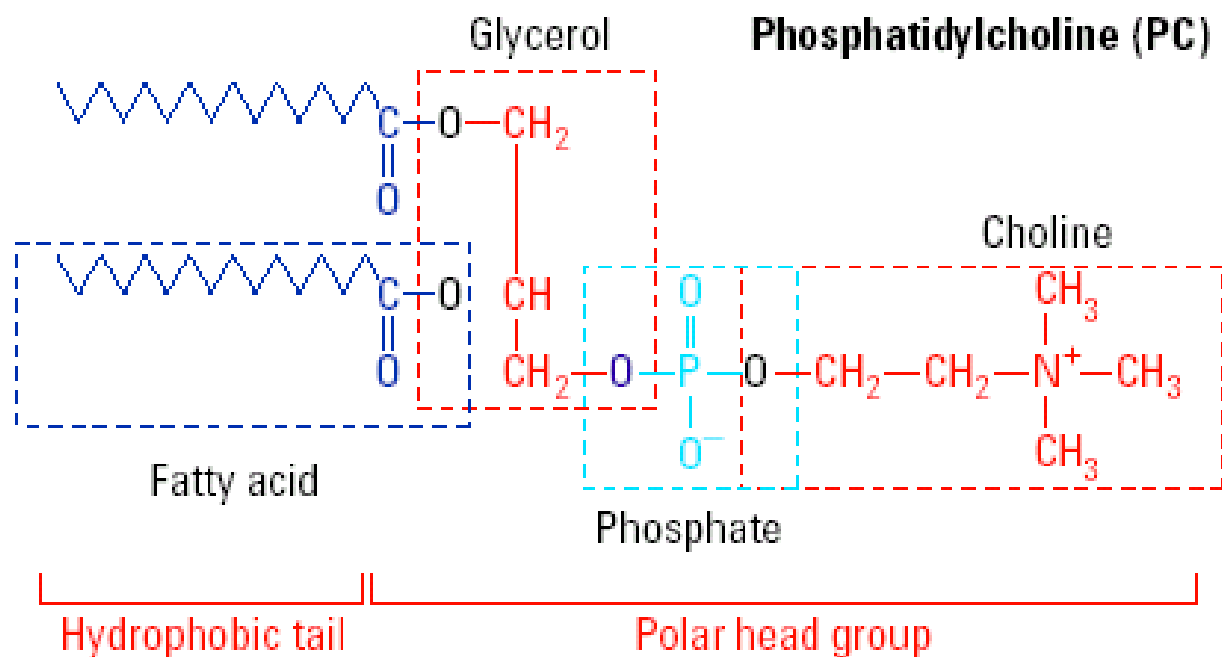 Glycerol
Phosphatidylcholine (PC)
C O CH2
O
Choline
C O CH O CH3
O CH2 O P O CH2 CH2 N+ CH3
O− CH3
Fatty acid
Phosphate
Hydrophobic tail
Polar head group